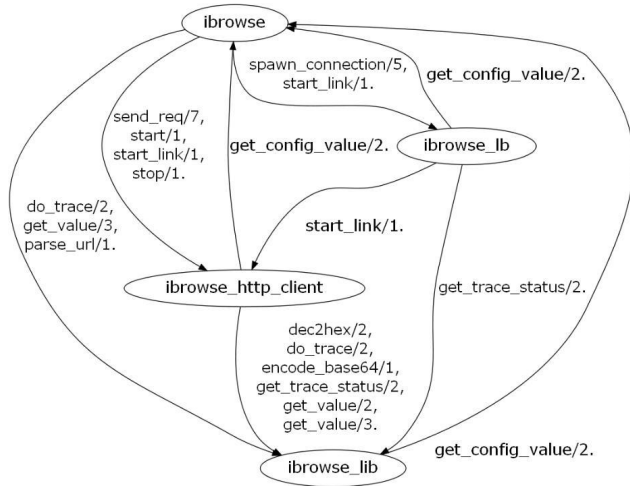 ibrowse
spawn_connection/5,
start_link/1.
get_config_value/2.
send_req/7,
start/1,
start_link/1,
stop/1.
get_config_value/2.
ibrowse_lb
do_trace/2,
get_value/3,
parse_url/1.
start_link/1.
ibrowse_http_client
get_trace_status/2.
dec2hex/2,
do_trace/2,
encode_base64/1,
get_trace_status/2,
get_value/2,
get_value/3.
get_config_value/2.
ibrowse_lib